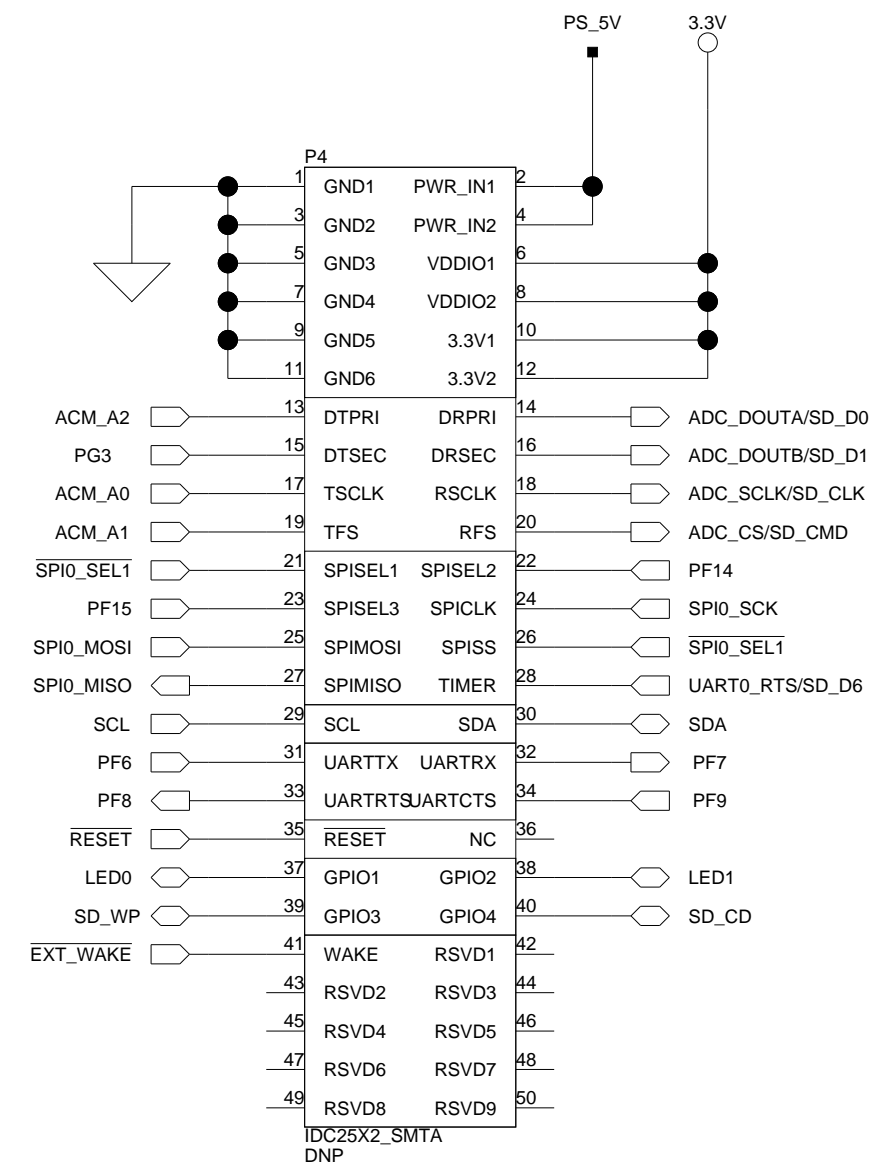 PS_5V 3.3V
P4
1 GND1 PWR_IN1 2
3 GND2 PWR_IN2 4
5 GND3 VDDIO1 6
7 GND4 VDDIO2 8
9 GND5 3.3V1 10
11 GND6 3.3V2 12
ACM_A2 13 DTPRI DRPRI 14 ADC_DOUTA/SD_D0
PG3 15 DTSEC DRSEC 16 ADC_DOUTB/SD_D1
ACM_A0 17 TSCLK RSCLK 18 ADC_SCLK/SD_CLK
ACM_A1 19 TFS RFS 20 ADC_CS/SD_CMD
SPI0_SEL1 21 SPISEL1 SPISEL2 22 PF14
PF15 23 SPISEL3 SPICLK 24 SPI0_SCK
SPI0_MOSI 25 SPIMOSI SPISS 26 SPI0_SEL1
SPI0_MISO 27 SPIMISO TIMER 28 UART0_RTS/SD_D6
SCL 29 SCL SDA 30 SDA
PF6 31 UARTTX UARTRX 32 PF7
PF8 33 UARTRTS UARTCTS 34 PF9
RESET 35 RESET NC 36
LED0 37 GPIO1 GPIO2 38 LED1
SD_WP 39 GPIO3 GPIO4 40 SD_CD
EXT_WAKE 41 WAKE RSVD1 42
43 RSVD2 RSVD3 44
45 RSVD4 RSVD5 46
47 RSVD6 RSVD7 48
49 RSVD8 RSVD9 50
IDC25X2_SMTA
DNP